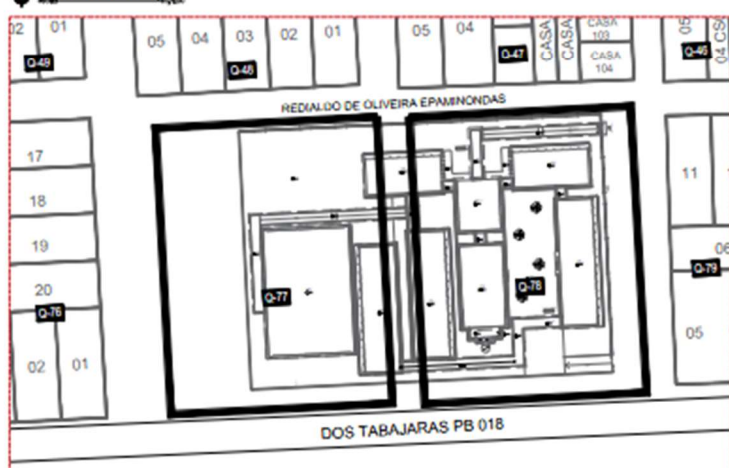 02 01
05 04 03 02 01
05 04
CASA
CASA
CASA
103
CASA
104
05
04
Q-49
Q-48
Q-47
Q-46
REDIALDO DE OLIVEIRA EPAMINONDAS
17
18
19
20
Q-76
02 01
Q-77
Q-78
11
06
Q-79
05
DOS TABAJARAS PB 018